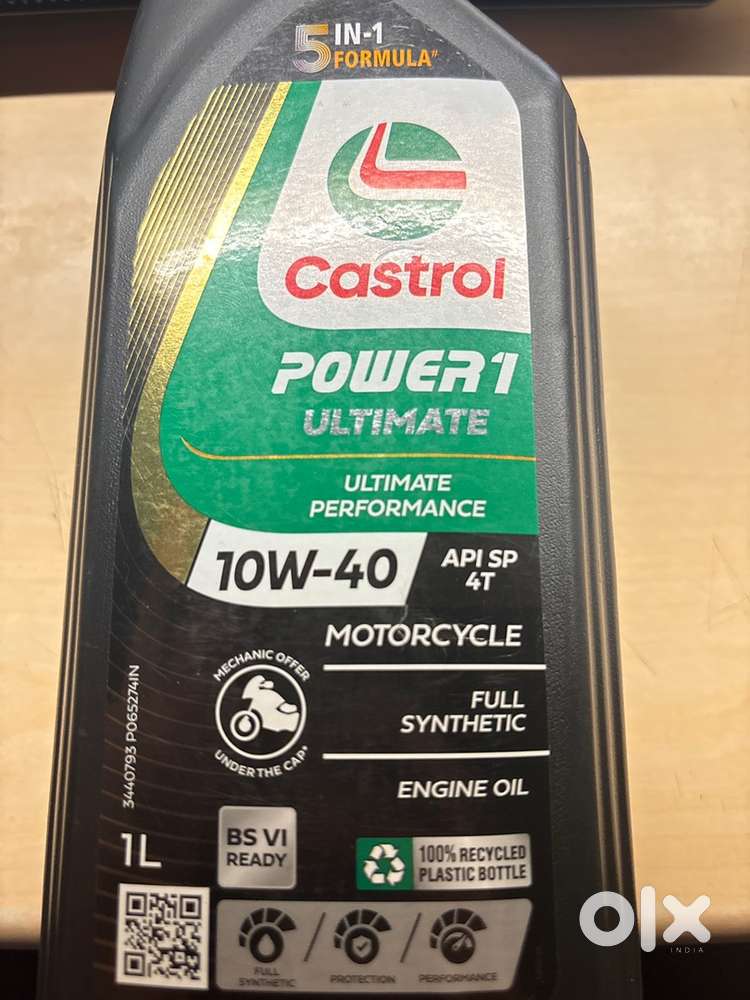 5 IN-1
FORMULA"
Castrol
POWER1
ULTIMATE
ULTIMATE
PERFORMANCE
10W-40
API SP
4T
MOTORCYCLE
MECHANIC OFFER
UNDER THE CAP*
FULL
SYNTHETIC
ENGINE OIL
3440793 PO65274IN
1L
BS VI
READY
100% RECYCLED
PLASTIC BOTTLE
FULL
SYNTHETIC
PROTECTION
PERFORMANCE
olx
INDIA